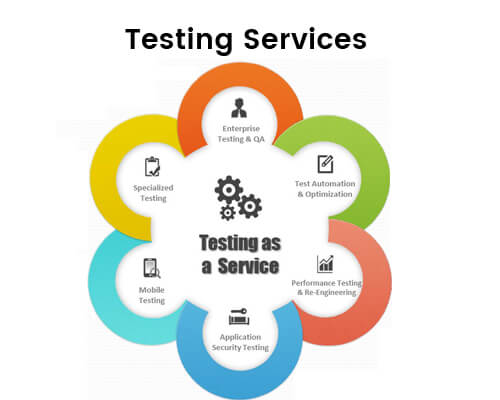 Testing Services
Enterprise
Testing & QA
Test Automation
& Optimization
Performance Testing
& Re-Engineering
Application
Security Testing
Mobile
Testing
Specialized
Testing
Testing as
a Service